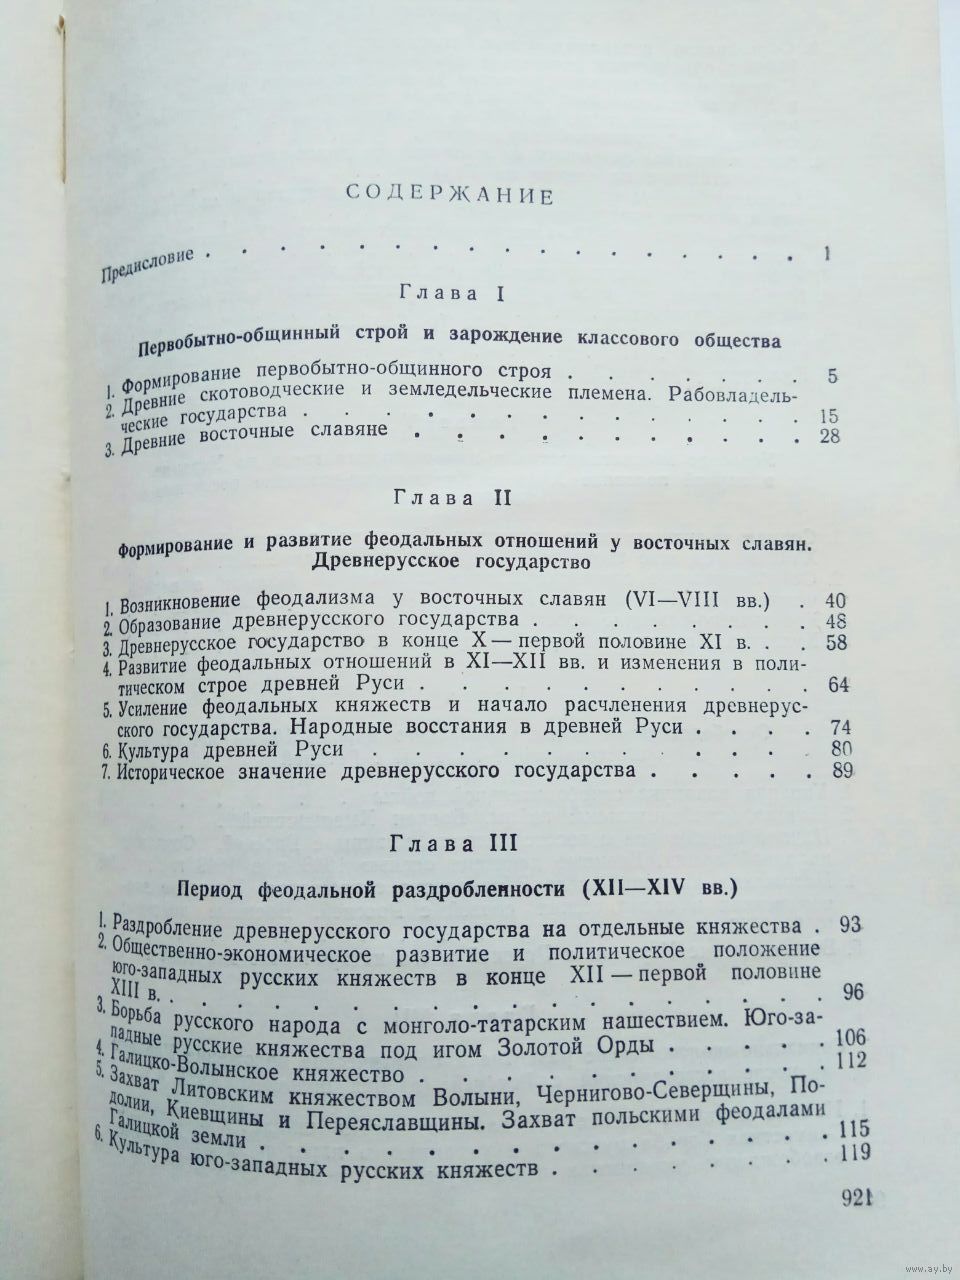 СОДЕРЖАНИЕ
Предисловие . . . . . . . . . . . . . . . . . 1
Глава I
Первобытно-общинный строй и зарождение классового общества
1. Формирование первобытно-общинного строя . . . . . . . 5
2. Древние скотоводческие и земледельческие племена. Рабовладель-
ческие государства . . . . . . . . . . . . . 15
3. Древние восточные славяне . . . . . . . . . . 28
Глава II
Формирование и развитие феодальных отношений у восточных славян.
Древнерусское государство
1. Возникновение феодализма у восточных славян (VI—VIII вв.) . 40
2. Образование древнерусского государства . . . . . . . . 48
3. Древнерусское государство в конце X — первой половине XI в. . . 58
4. Развитие феодальных отношений в XI—XII вв. и изменения в поли-
тическом строе древней Руси . . . . . . . . . . . 64
5. Усиление феодальных княжеств и начало расчленения древнерус-
ского государства. Народные восстания в древней Руси . . . . 74
6. Культура древней Руси . . . . . . . . . . . 80
7. Историческое значение древнерусского государства . . . . . 89
Глава III
Период феодальной раздробленности (XII—XIV вв.)
1. Раздробление древнерусского государства на отдельные княжества . 93
2. Общественно-экономическое развитие и политическое положение
юго-западных русских княжеств в конце XII — первой половине
XIII в. . . . . . . . . . . . . . . . . . . 96
3. Борьба русского народа с монголо-татарским нашествием. Юго-за-
падные русские княжества под игом Золотой Орды . . . . . 106
4. Галицко-Волынское княжество . . . . . . . . . . . 112
5. Захват Литовским княжеством Волыни, Чернигово-Северщины, По-
долии, Киевщины и Переяславщины. Захват польскими феодалами
Галицкой земли . . . . . . . . . . . . . . . . 115
6. Культура юго-западных русских княжеств . . . . . . . . 119
921
www.ay.by